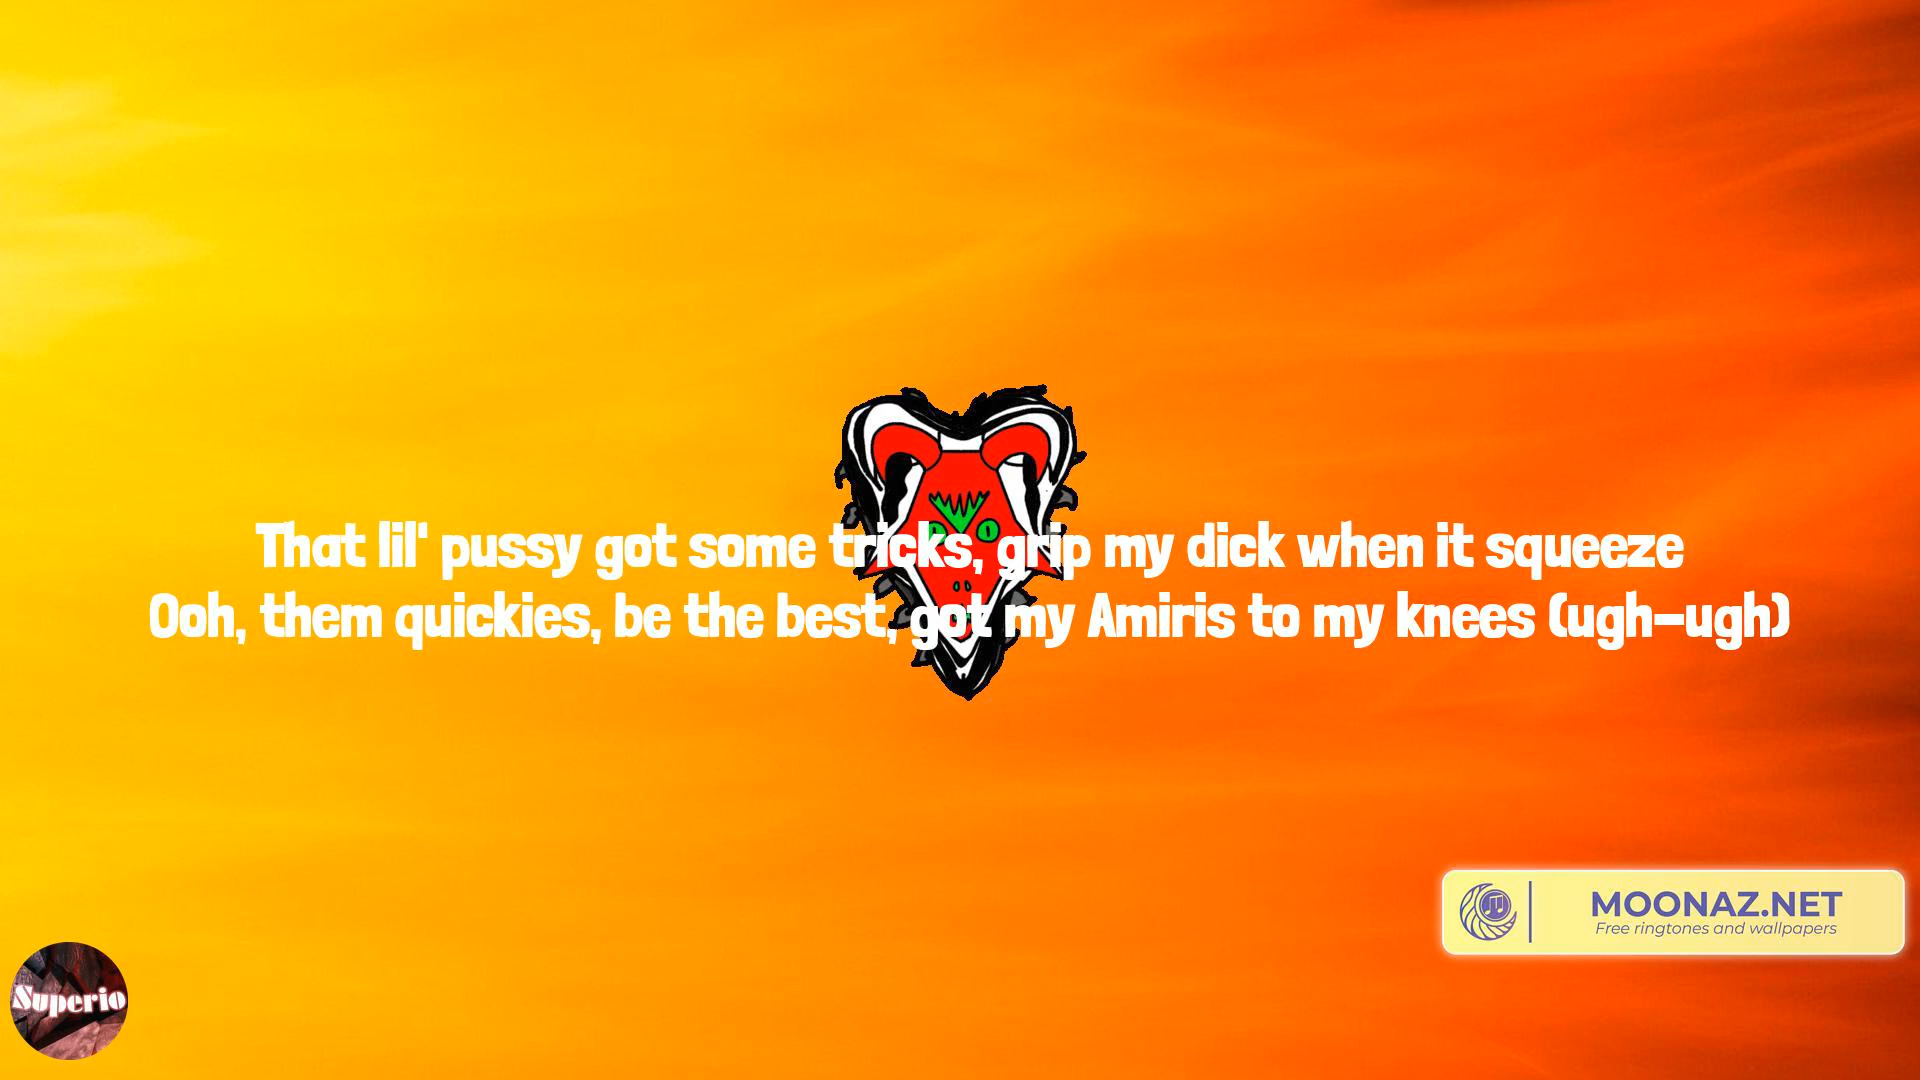 That lil' pussy got some tricks, grip my dick when it squeeze
Ooh, them quickies, be the best, got my Amiris to my knees (ugh-ugh)
MOONAZ.NET
Free ringtones and wallpapers
Superio